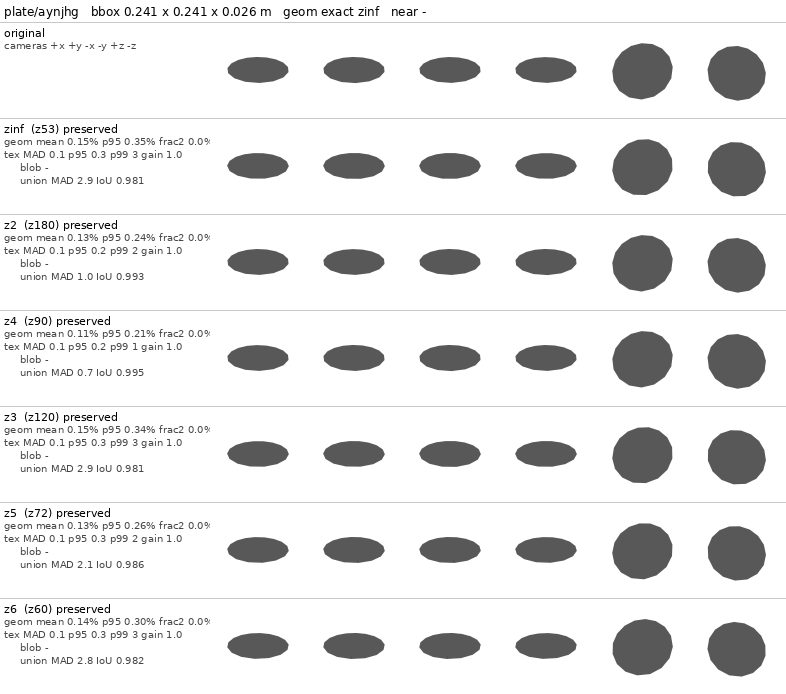 plate/aynjhg bbox 0.241 x 0.241 x 0.026 m geom exact zinf near -
original
cameras +x +y -x -y +z -z
zinf (z53) preserved
geom mean 0.15% p95 0.35% frac2 0.0%
tex MAD 0.1 p95 0.3 p99 3 gain 1.0
blob -
union MAD 2.9 IoU 0.981
z2 (z180) preserved
geom mean 0.13% p95 0.24% frac2 0.0%
tex MAD 0.1 p95 0.2 p99 2 gain 1.0
blob -
union MAD 1.0 IoU 0.993
z4 (z90) preserved
geom mean 0.11% p95 0.21% frac2 0.0%
tex MAD 0.1 p95 0.2 p99 1 gain 1.0
blob -
union MAD 0.7 IoU 0.995
z3 (z120) preserved
geom mean 0.15% p95 0.34% frac2 0.0%
tex MAD 0.1 p95 0.3 p99 3 gain 1.0
blob -
union MAD 2.9 IoU 0.981
z5 (z72) preserved
geom mean 0.13% p95 0.26% frac2 0.0%
tex MAD 0.1 p95 0.3 p99 2 gain 1.0
blob -
union MAD 2.1 IoU 0.986
z6 (z60) preserved
geom mean 0.14% p95 0.30% frac2 0.0%
tex MAD 0.1 p95 0.3 p99 3 gain 1.0
blob -
union MAD 2.8 IoU 0.982